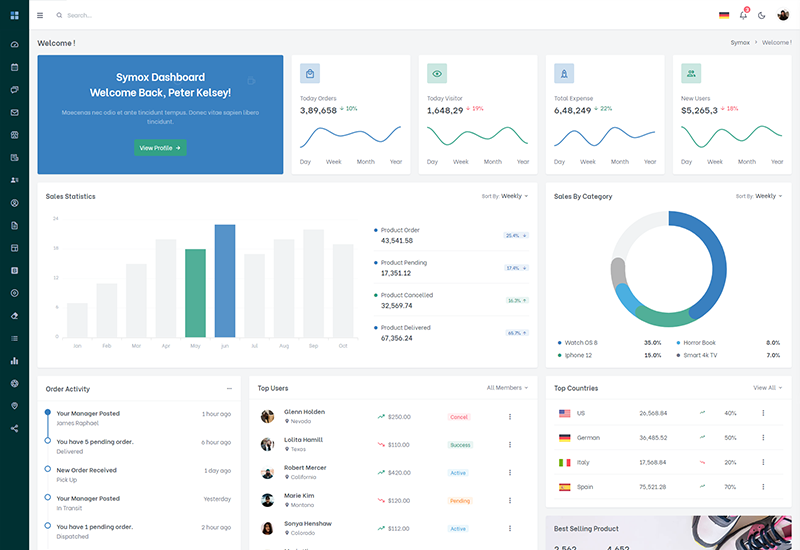 Search...
3
Welcome !
Symox > Welcome !
Symox Dashboard
Welcome Back, Peter Kelsey!
Maecenas nec odio et ante tincidunt tempus. Donec vitae sapien libero
tincidunt.
View Profile →
Today Orders
3,89,658 10%
Day Week Month Year
Today Visitor
1,648,29 19%
Day Week Month Year
Total Expense
6,48,249 22%
Day Week Month Year
New Users
$5,265,3 18%
Day Week Month Year
Sales Statistics
Sort By: Weekly
24
18
12
6
0
Jan Feb Mar Apr May jun Jul Aug Sep Oct
Product Order
43,541.58 25.4%
Product Pending
17,351.12 17.4%
Product Cancelled
32,569.74 16.3%
Product Delivered
67,356.24
Sales By Category
Sort By: Weekly
Watch OS 8 35.0%
Horror Book 8.0%
Iphone 12 15.0%
Smart 4k TV 7.0%
Order Activity
Your Manager Posted 1 hour ago
James Raphael
You have 5 pending order. 6 hour ago
Delivered
New Order Received 1 day ago
Pick Up
Your Manager Posted Yesterday
In Transit
You have 1 pending order. 2 hour ago
Dispatched
Top Users
All Members
Glenn Holden
Nevada
$250.00 Cancel
Lolita Hamill
Texas
$110.00 Success
Robert Mercer
California
$420.00 Active
Marie Kim
Montana
$120.00 Pending
Sonya Henshaw
Colorado
$112.00 Active
Top Countries
View All
US 26,568.84 40%
German 36,485.52 50%
Italy 17,568.84 20%
Spain 75,521.28 70%
Best Selling Product
2,562 4,652